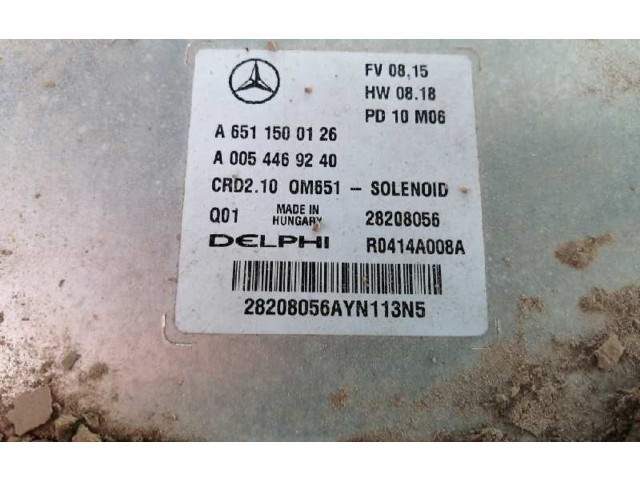 FV 08,15
HW 08.18
PD 10 M06
A 651 150 01 26
A 005 446 92 40
CRD2.10 OM651 - SOLENOID
Q01 MADE IN HUNGARY 28208056
DELPHI R0414A008A
28208056AYN113N5